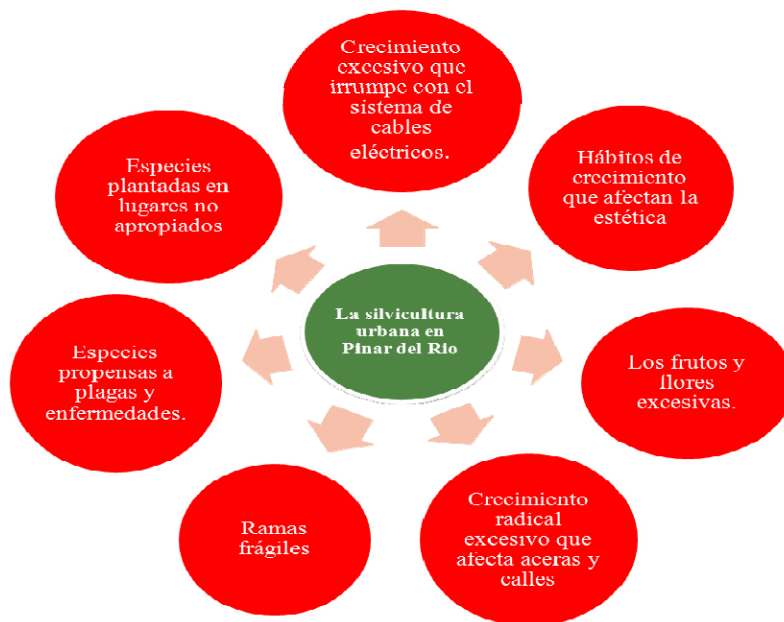 Crecimiento
excesivo que
irrumpe con el
sistema de
cables
eléctricos.
Hábitos de
crecimiento
que afectan la
estética
Los frutos y
flores
excesivas.
Crecimiento
radical
excesivo que
afecta aceras y
calles
Ramas
frágiles
Especies
propensas a
plagas y
enfermedades.
Especies
plantadas en
lugares no
apropiados
La silvicultura
urbana en
Pinar del Rio